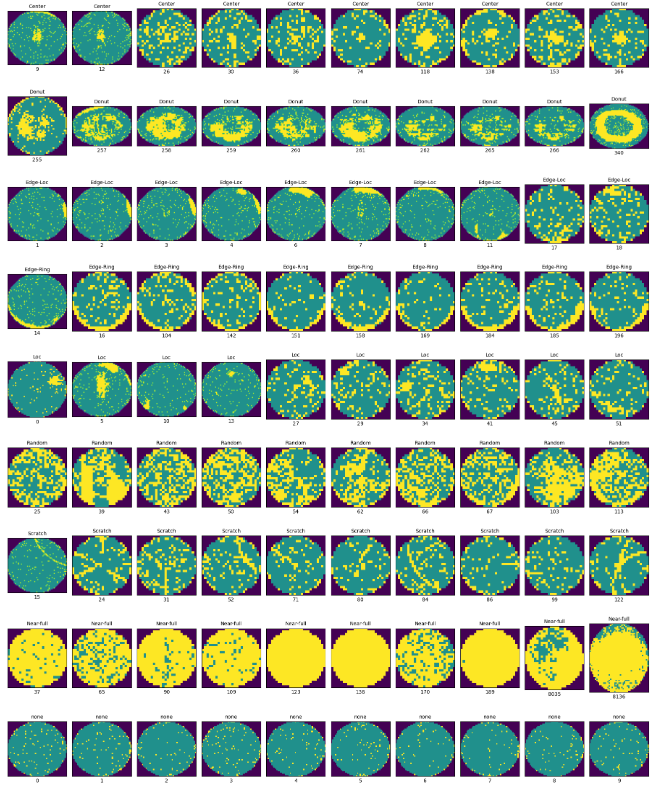 Center Center Center Center Center Center Center Center Center Center
9 12 26 30 36 74 118 138 153 166
Donut Donut Donut Donut Donut Donut Donut Donut Donut Donut
255 257 258 259 260 261 262 265 266 340
Edge-Loc Edge-Loc Edge-Loc Edge-Loc Edge-Loc Edge-Loc Edge-Loc Edge-Loc Edge-Loc Edge-Loc
1 2 3 4 6 7 8 11 17 18
Edge-Ring Edge-Ring Edge-Ring Edge-Ring Edge-Ring Edge-Ring Edge-Ring Edge-Ring Edge-Ring Edge-Ring
14 16 104 142 151 158 169 184 185 196
Loc Loc Loc Loc Loc Loc Loc Loc Loc Loc
0 5 10 13 27 29 34 41 45 51
Random Random Random Random Random Random Random Random Random Random
25 39 43 50 54 62 66 67 103 113
Scratch Scratch Scratch Scratch Scratch Scratch Scratch Scratch Scratch Scratch
15 24 31 52 71 80 84 86 99 122
Near-full Near-full Near-full Near-full Near-full Near-full Near-full Near-full Near-full Near-full
37 65 90 109 123 138 170 189 8025 8136
none none none none none none none none none none
0 1 2 3 4 5 6 7 8 9